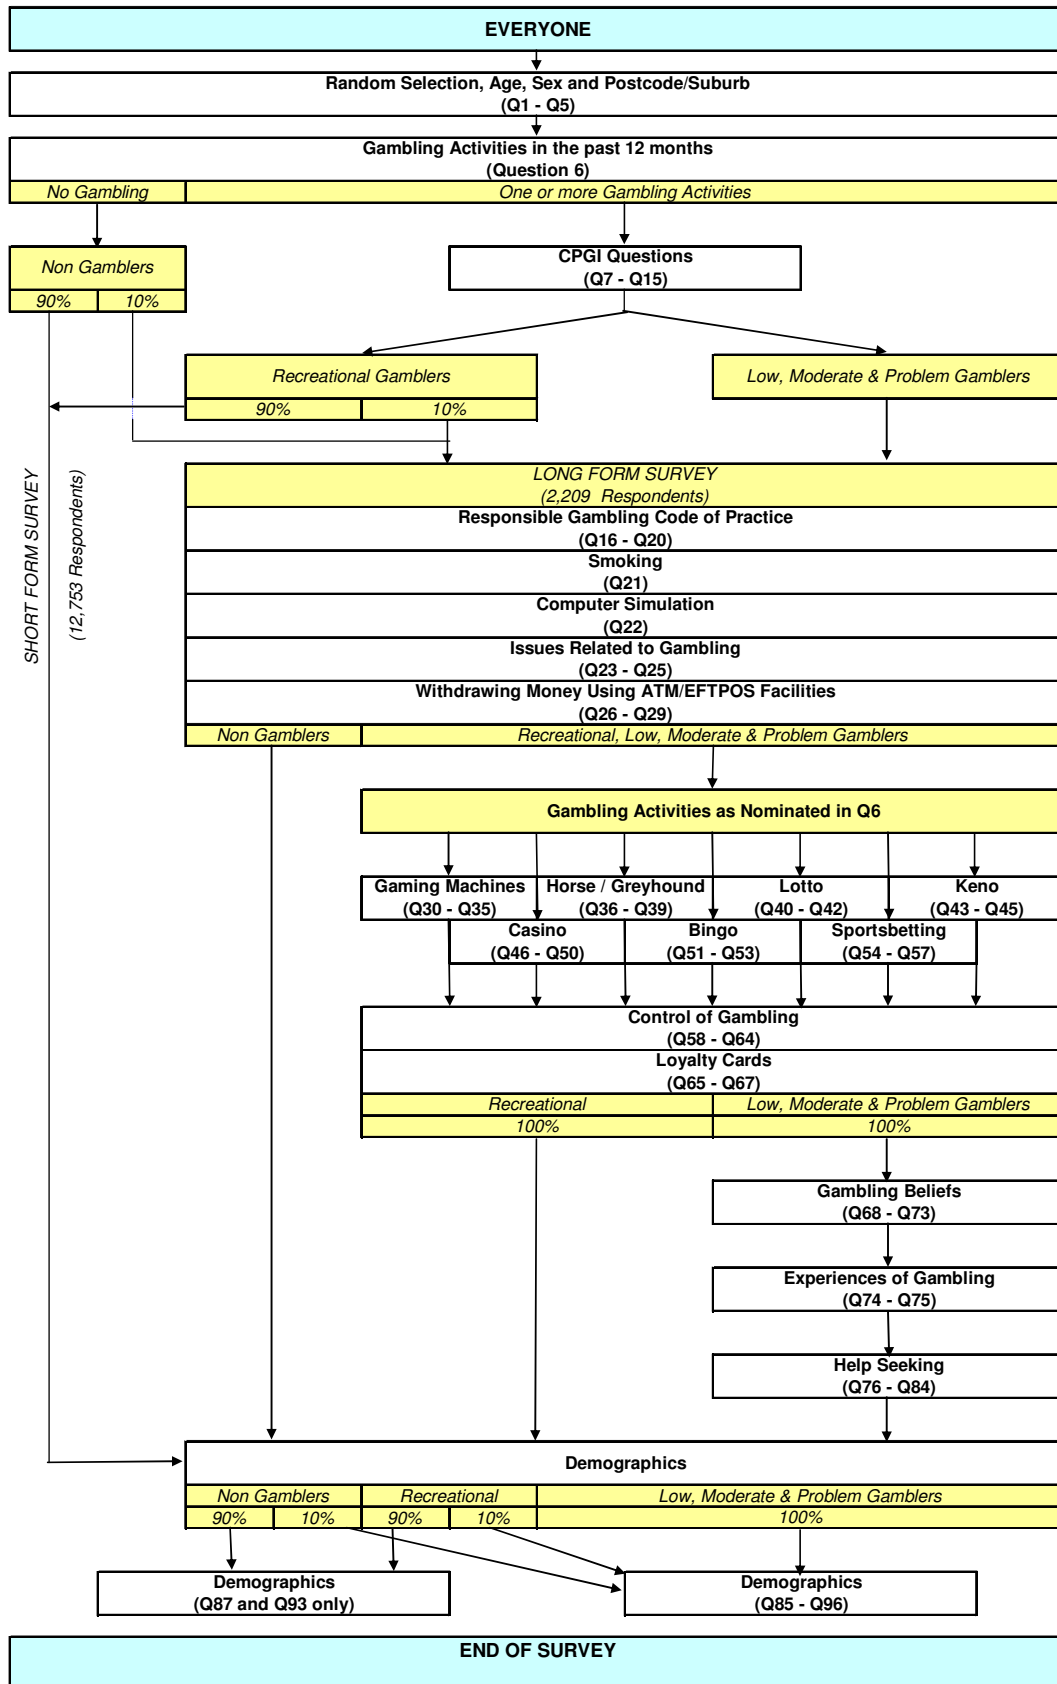 EVERYONE
Random Selection, Age, Sex and Postcode/Suburb
(Q1 - Q5)
Gambling Activities in the past 12 months
(Question 6)
No Gambling
One or more Gambling Activities
Non Gamblers
90%
10%
CPGI Questions
(Q7 - Q15)
Recreational Gamblers
90%
10%
Low, Moderate & Problem Gamblers
SHORT FORM SURVEY
(12,753 Respondents)
LONG FORM SURVEY
(2,209 Respondents)
Responsible Gambling Code of Practice
(Q16 - Q20)
Smoking
(Q21)
Computer Simulation
(Q22)
Issues Related to Gambling
(Q23 - Q25)
Withdrawing Money Using ATM/EFTPOS Facilities
(Q26 - Q29)
Non Gamblers
Recreational, Low, Moderate & Problem Gamblers
Gambling Activities as Nominated in Q6
Gaming Machines
(Q30 - Q35)
Horse / Greyhound
(Q36 - Q39)
Lotto
(Q40 - Q42)
Keno
(Q43 - Q45)
Casino
(Q46 - Q50)
Bingo
(Q51 - Q53)
Sportsbetting
(Q54 - Q57)
Control of Gambling
(Q58 - Q64)
Loyalty Cards
(Q65 - Q67)
Recreational
Low, Moderate & Problem Gamblers
100%
100%
Gambling Beliefs
(Q68 - Q73)
Experiences of Gambling
(Q74 - Q75)
Help Seeking
(Q76 - Q84)
Demographics
Non Gamblers
Recreational
Low, Moderate & Problem Gamblers
90%
10%
90%
10%
100%
Demographics
(Q87 and Q93 only)
Demographics
(Q85 - Q96)
END OF SURVEY